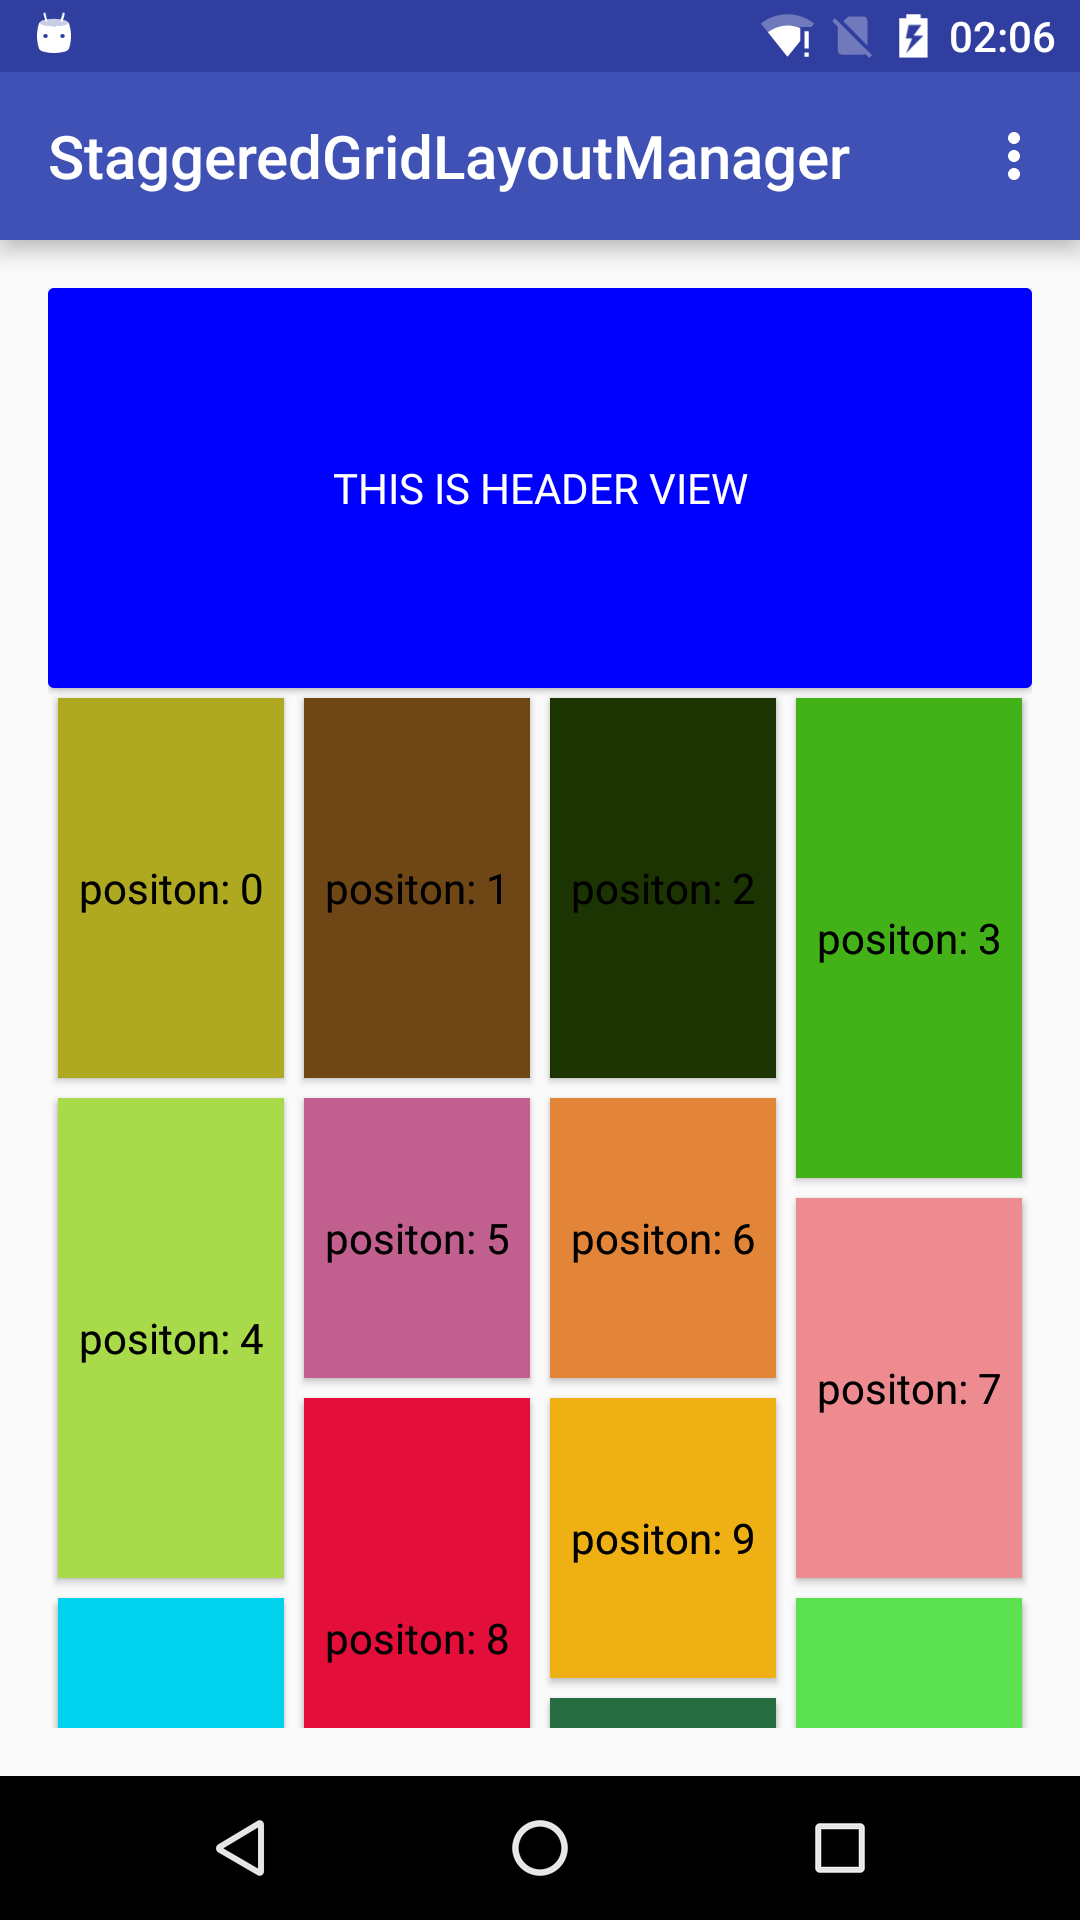 02:06
StaggeredGridLayoutManager
THIS IS HEADER VIEW
positon: 0
positon: 1
positon: 2
positon: 3
positon: 4
positon: 5
positon: 6
positon: 7
positon: 8
positon: 9